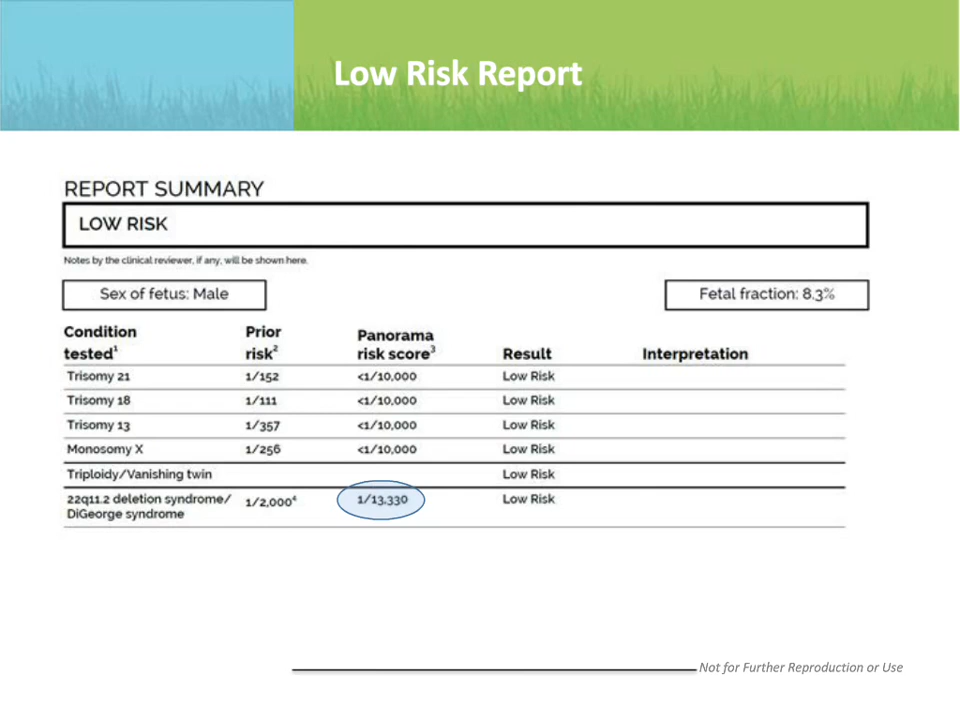 Low Risk Report
REPORT SUMMARY
LOW RISK
Notes by the clinical reviewer, if any, will be shown here.
Sex of fetus: Male
Fetal fraction: 8.3%
Condition tested¹ Prior risk² Panorama risk score³ Result Interpretation
Trisomy 21 1/152 <1/10,000 Low Risk
Trisomy 18 1/111 <1/10,000 Low Risk
Trisomy 13 1/357 <1/10,000 Low Risk
Monosomy X 1/256 <1/10,000 Low Risk
Triploidy/Vanishing twin Low Risk
22q11.2 deletion syndrome/ 1/2,000⁴ 1/13,330 Low Risk
DiGeorge syndrome
Not for Further Reproduction or Use